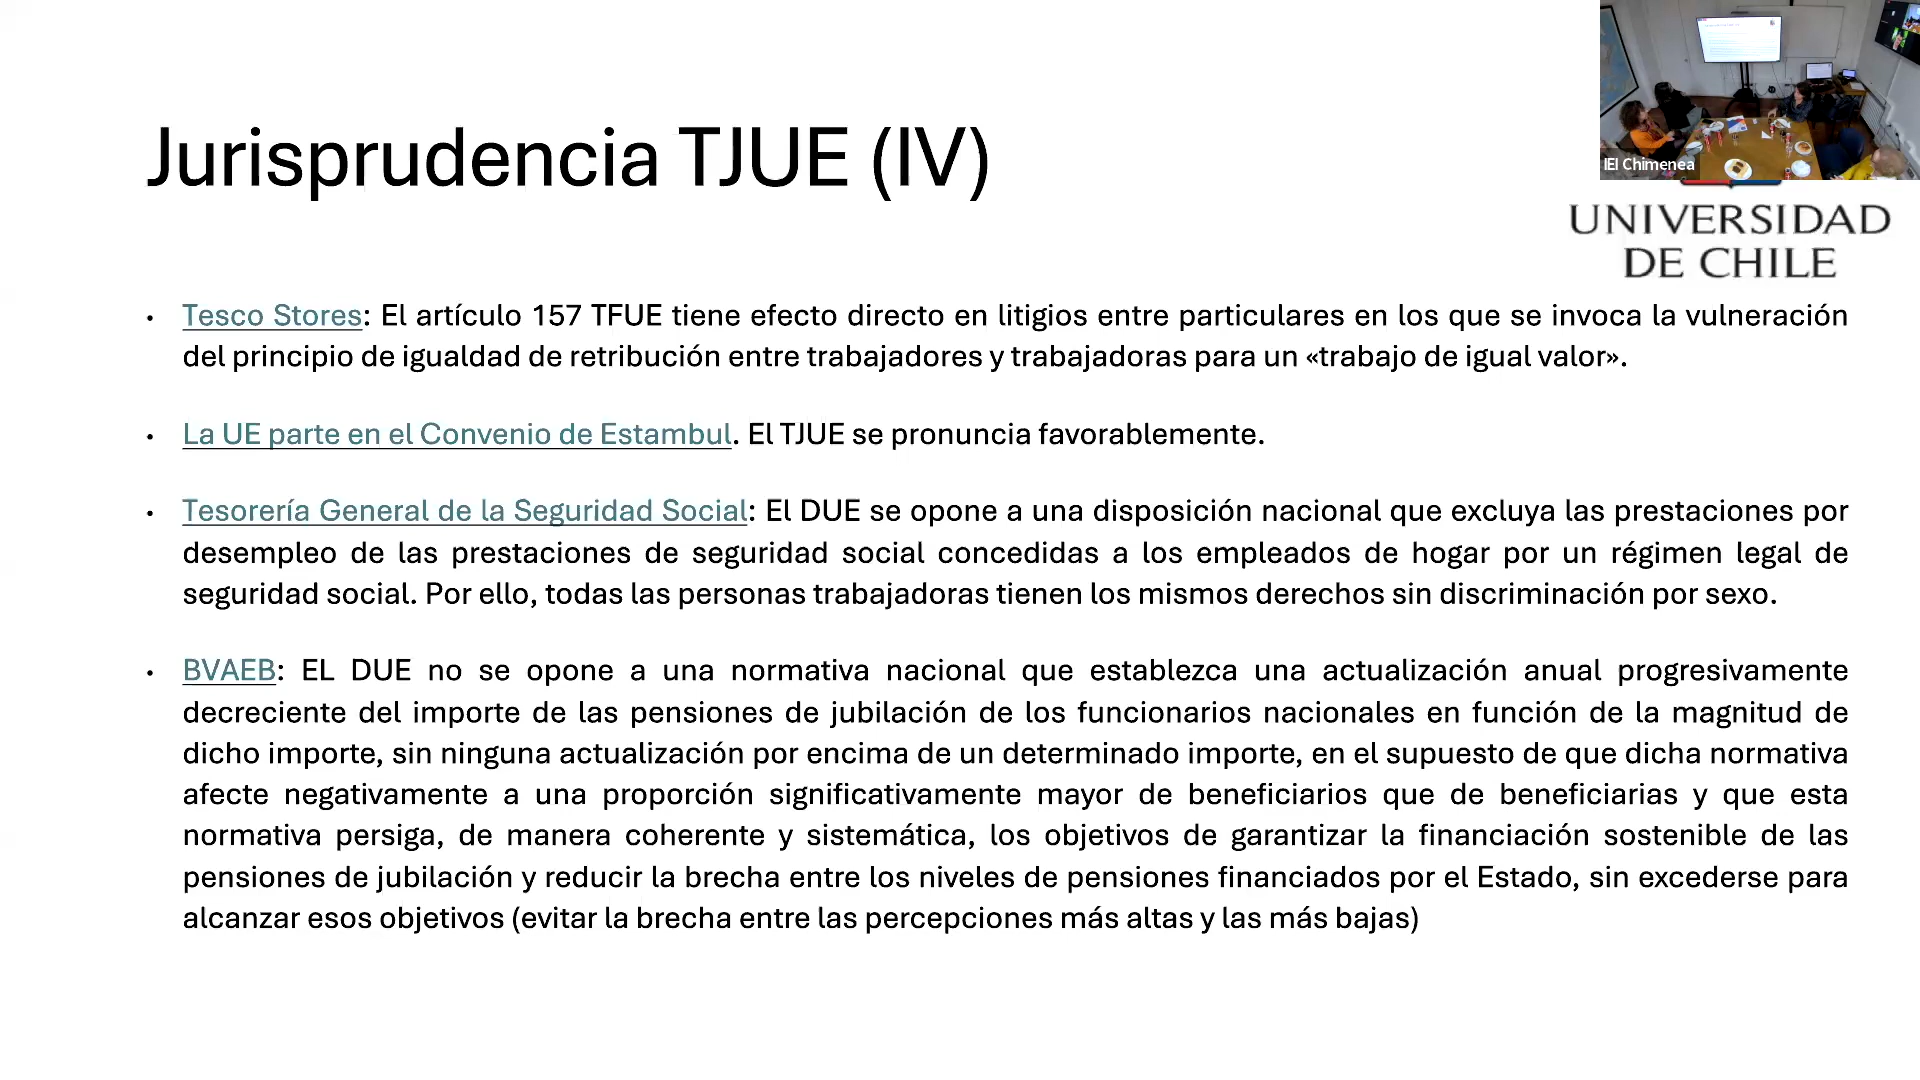 Jurisprudencia TJUE (IV)
IEI Chimenea
UNIVERSIDAD
DE CHILE
• Tesco Stores: El artículo 157 TFUE tiene efecto directo en litigios entre particulares en los que se invoca la vulneración
del principio de igualdad de retribución entre trabajadores y trabajadoras para un «trabajo de igual valor».
• La UE parte en el Convenio de Estambul. El TJUE se pronuncia favorablemente.
• Tesorería General de la Seguridad Social: El DUE se opone a una disposición nacional que excluya las prestaciones por
desempleo de las prestaciones de seguridad social concedidas a los empleados de hogar por un régimen legal de
seguridad social. Por ello, todas las personas trabajadoras tienen los mismos derechos sin discriminación por sexo.
• BVAEB: EL DUE no se opone a una normativa nacional que establezca una actualización anual progresivamente
decreciente del importe de las pensiones de jubilación de los funcionarios nacionales en función de la magnitud de
dicho importe, sin ninguna actualización por encima de un determinado importe, en el supuesto de que dicha normativa
afecte negativamente a una proporción significativamente mayor de beneficiarios que de beneficiarias y que esta
normativa persiga, de manera coherente y sistemática, los objetivos de garantizar la financiación sostenible de las
pensiones de jubilación y reducir la brecha entre los niveles de pensiones financiados por el Estado, sin excederse para
alcanzar esos objetivos (evitar la brecha entre las percepciones más altas y las más bajas)